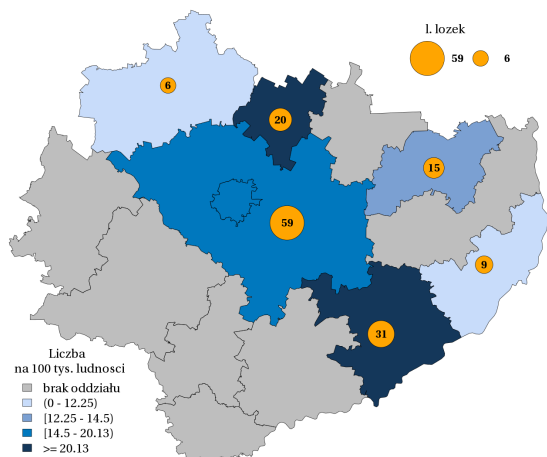 l. lozek
59 6
6
20
15
59
9
31
Liczba
na 100 tys. ludnosci
brak oddziału
(0 - 12.25)
[12.25 - 14.5)
[14.5 - 20.13)
>= 20.13